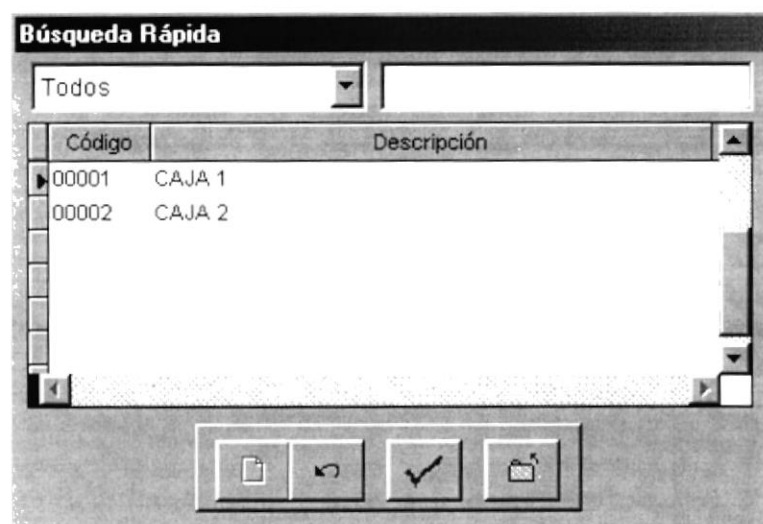 Búsqueda Rápida
Todos
Código Descripción
00001 CAJA 1
00002 CAJA 2